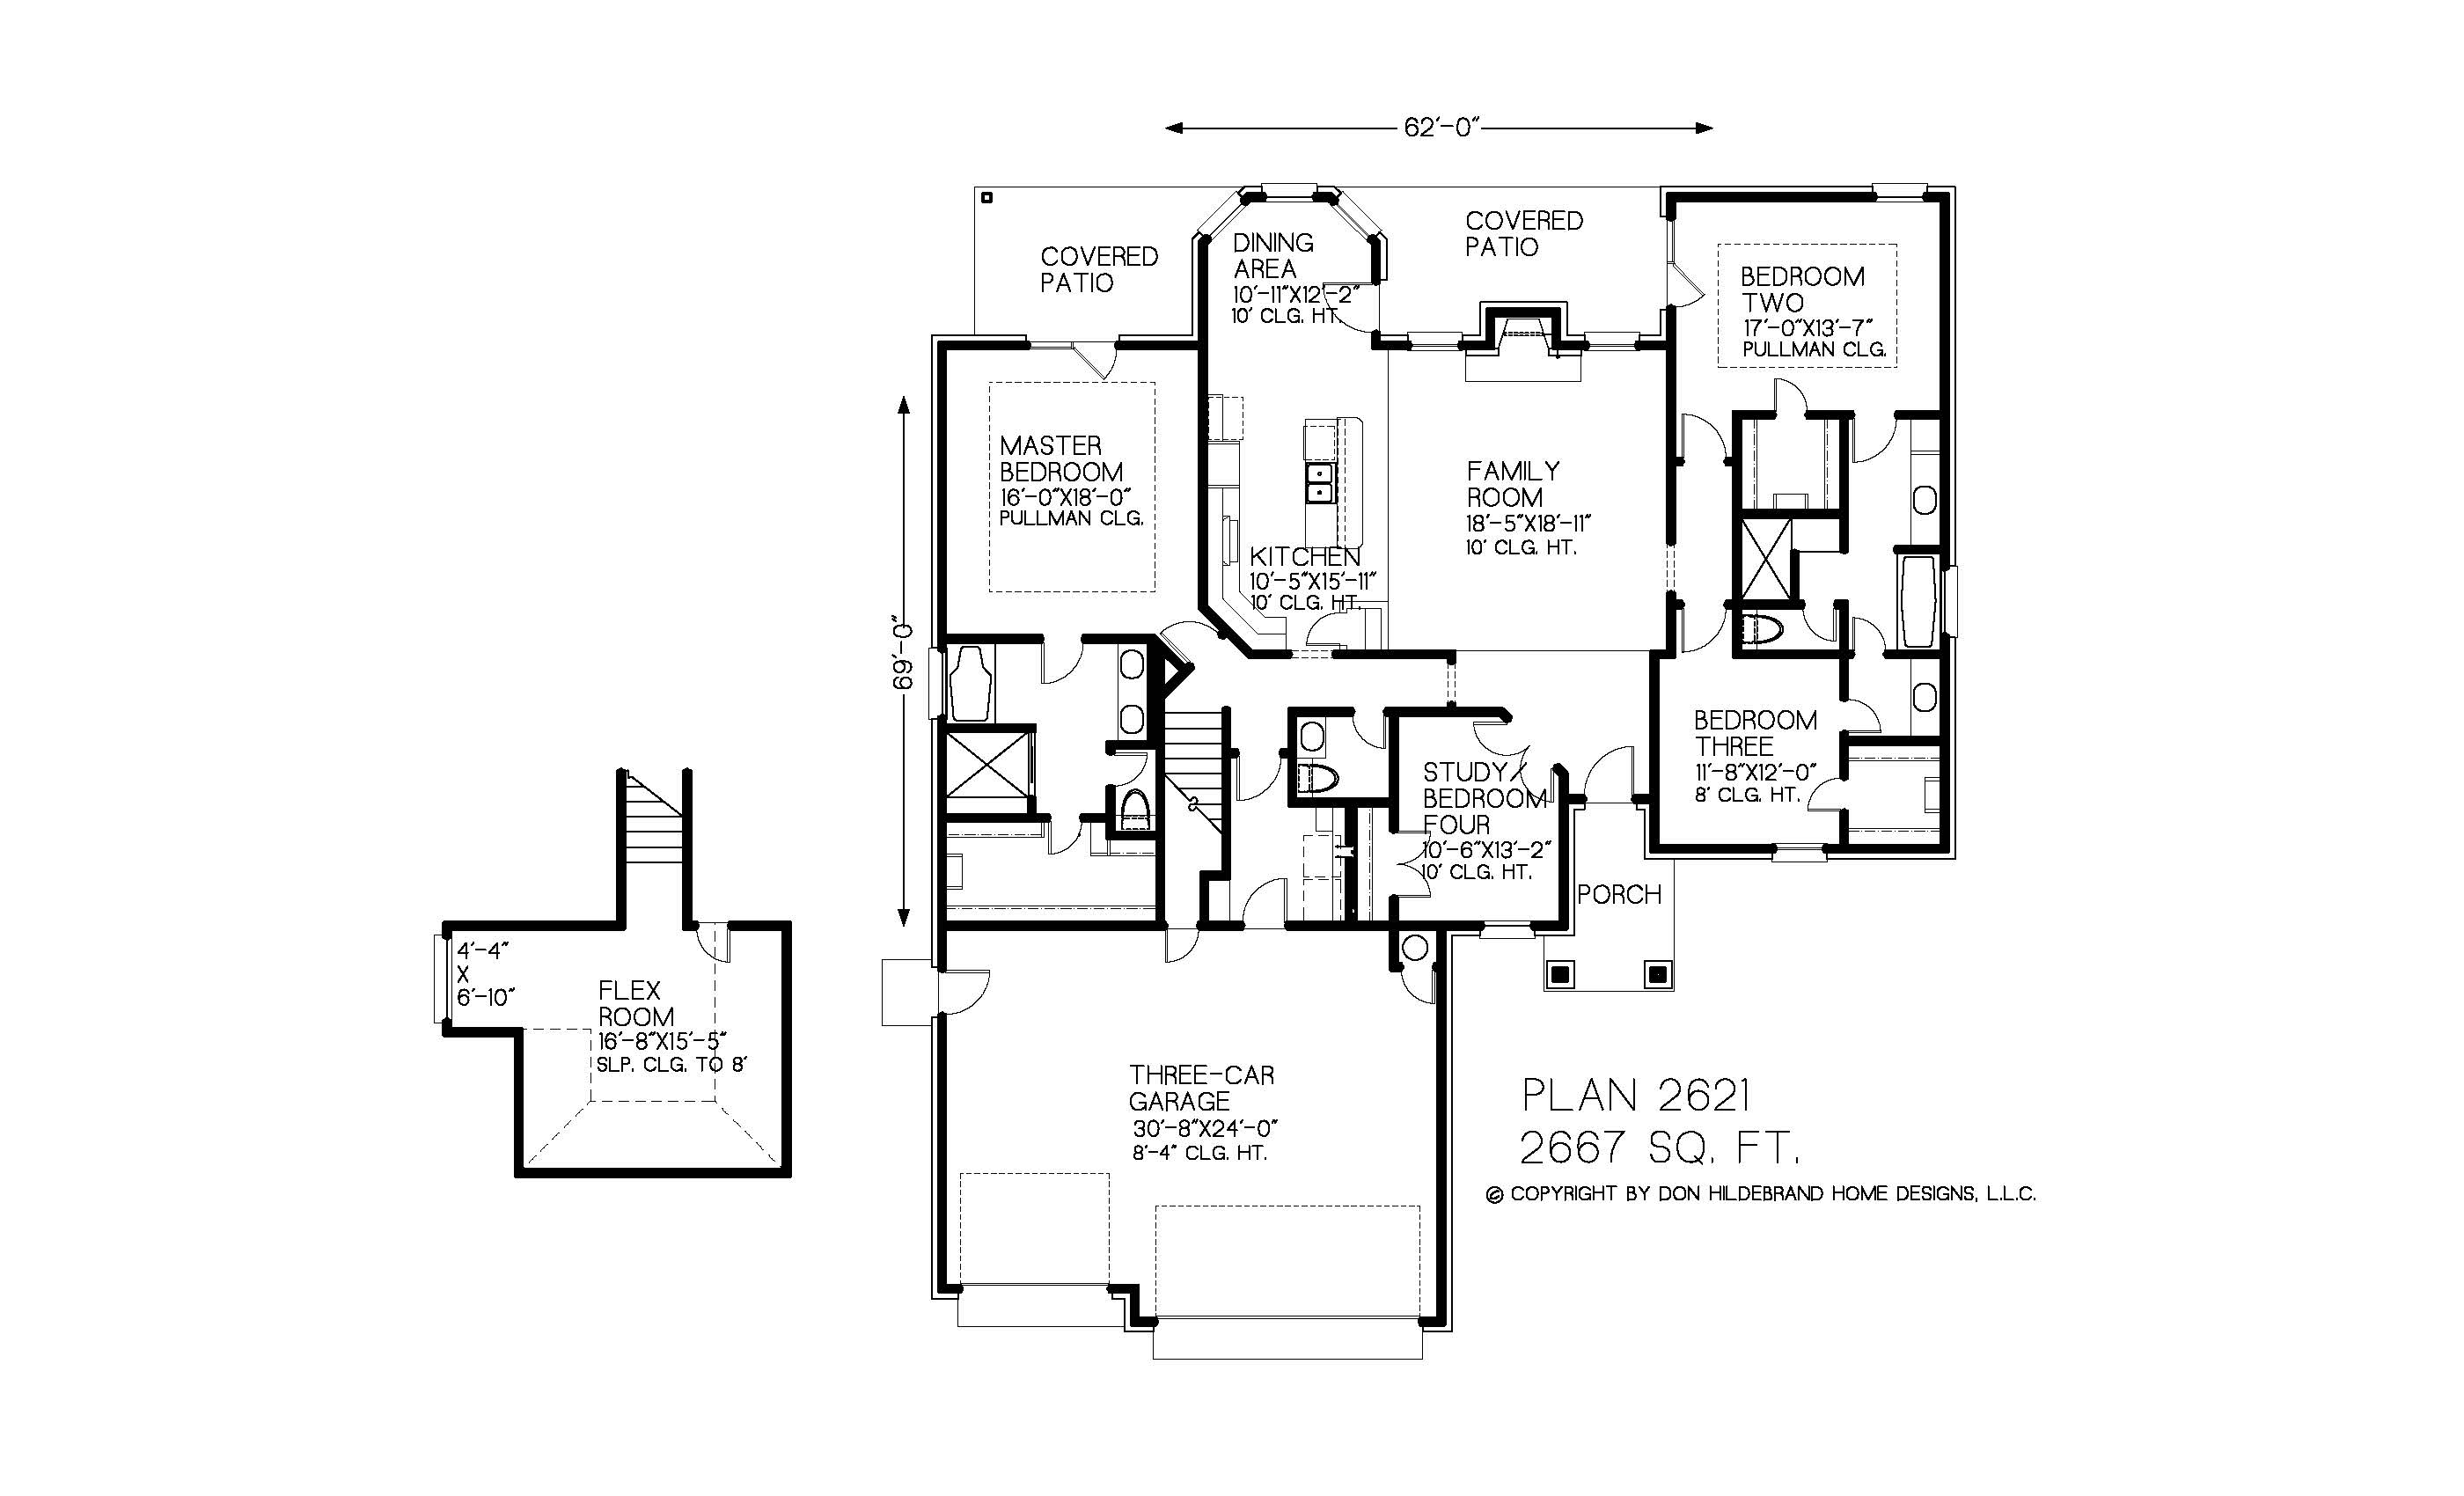 62'-0"
COVERED
PATIO
DINING
AREA
10'-11"X12'-2"
10' CLG. HT.
COVERED
PATIO
BEDROOM
TWO
17'-0"X13'-7"
PULLMAN CLG.
MASTER
BEDROOM
16'-0"X18'-0"
PULLMAN CLG.
FAMILY
ROOM
18'-5"X18'-11"
10' CLG. HT.
KITCHEN
10'-5"X15'-11"
10' CLG. HT.
69'-0"
BEDROOM
THREE
11'-8"X12'-0"
8' CLG. HT.
STUDY/
BEDROOM
FOUR
10'-6"X13'-2"
10' CLG. HT.
PORCH
4'-4"
X
6'-10"
FLEX
ROOM
16'-8"X15'-5"
SLP. CLG. TO 8'
THREE-CAR
GARAGE
30'-8"X24'-0"
8'-4" CLG. HT.
PLAN 2621
2667 SQ. FT.
© COPYRIGHT BY DON HILDEBRAND HOME DESIGNS, L.L.C.